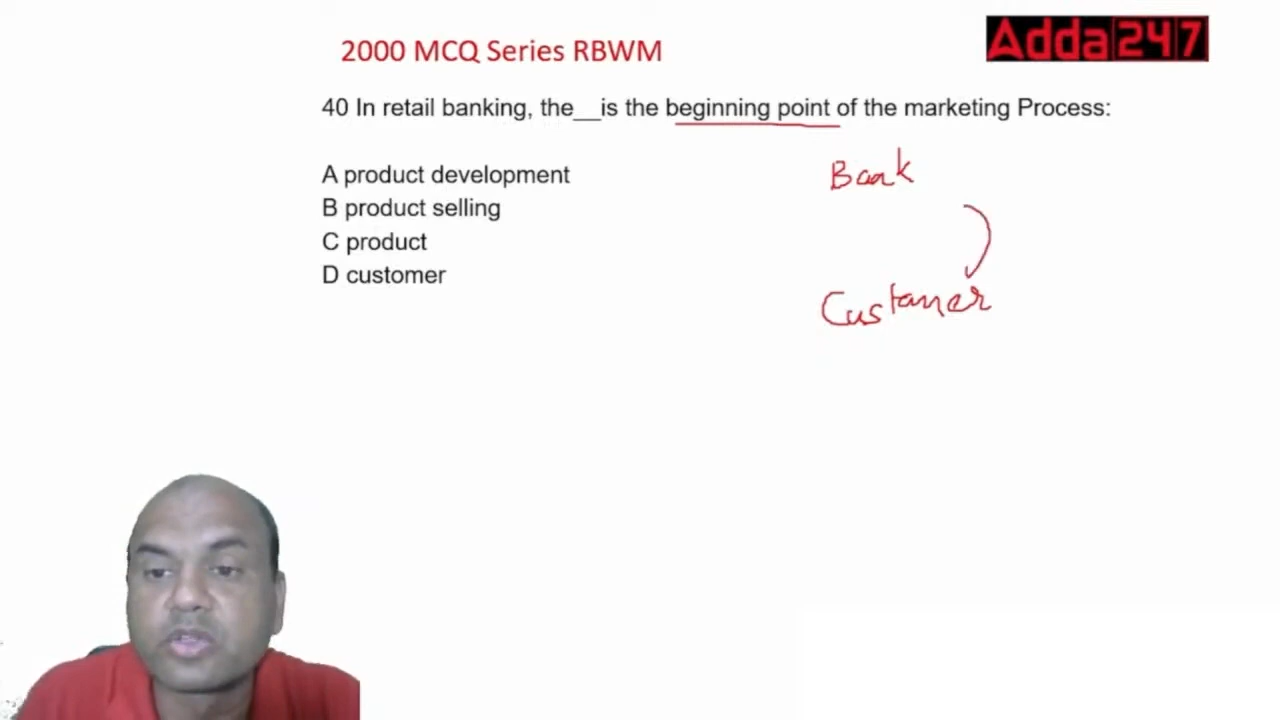 2000 MCQ Series RBWM
Adda247
40 In retail banking, the__is the beginning point of the marketing Process:
A product development
B product selling
C product
D customer
Bank
Customer